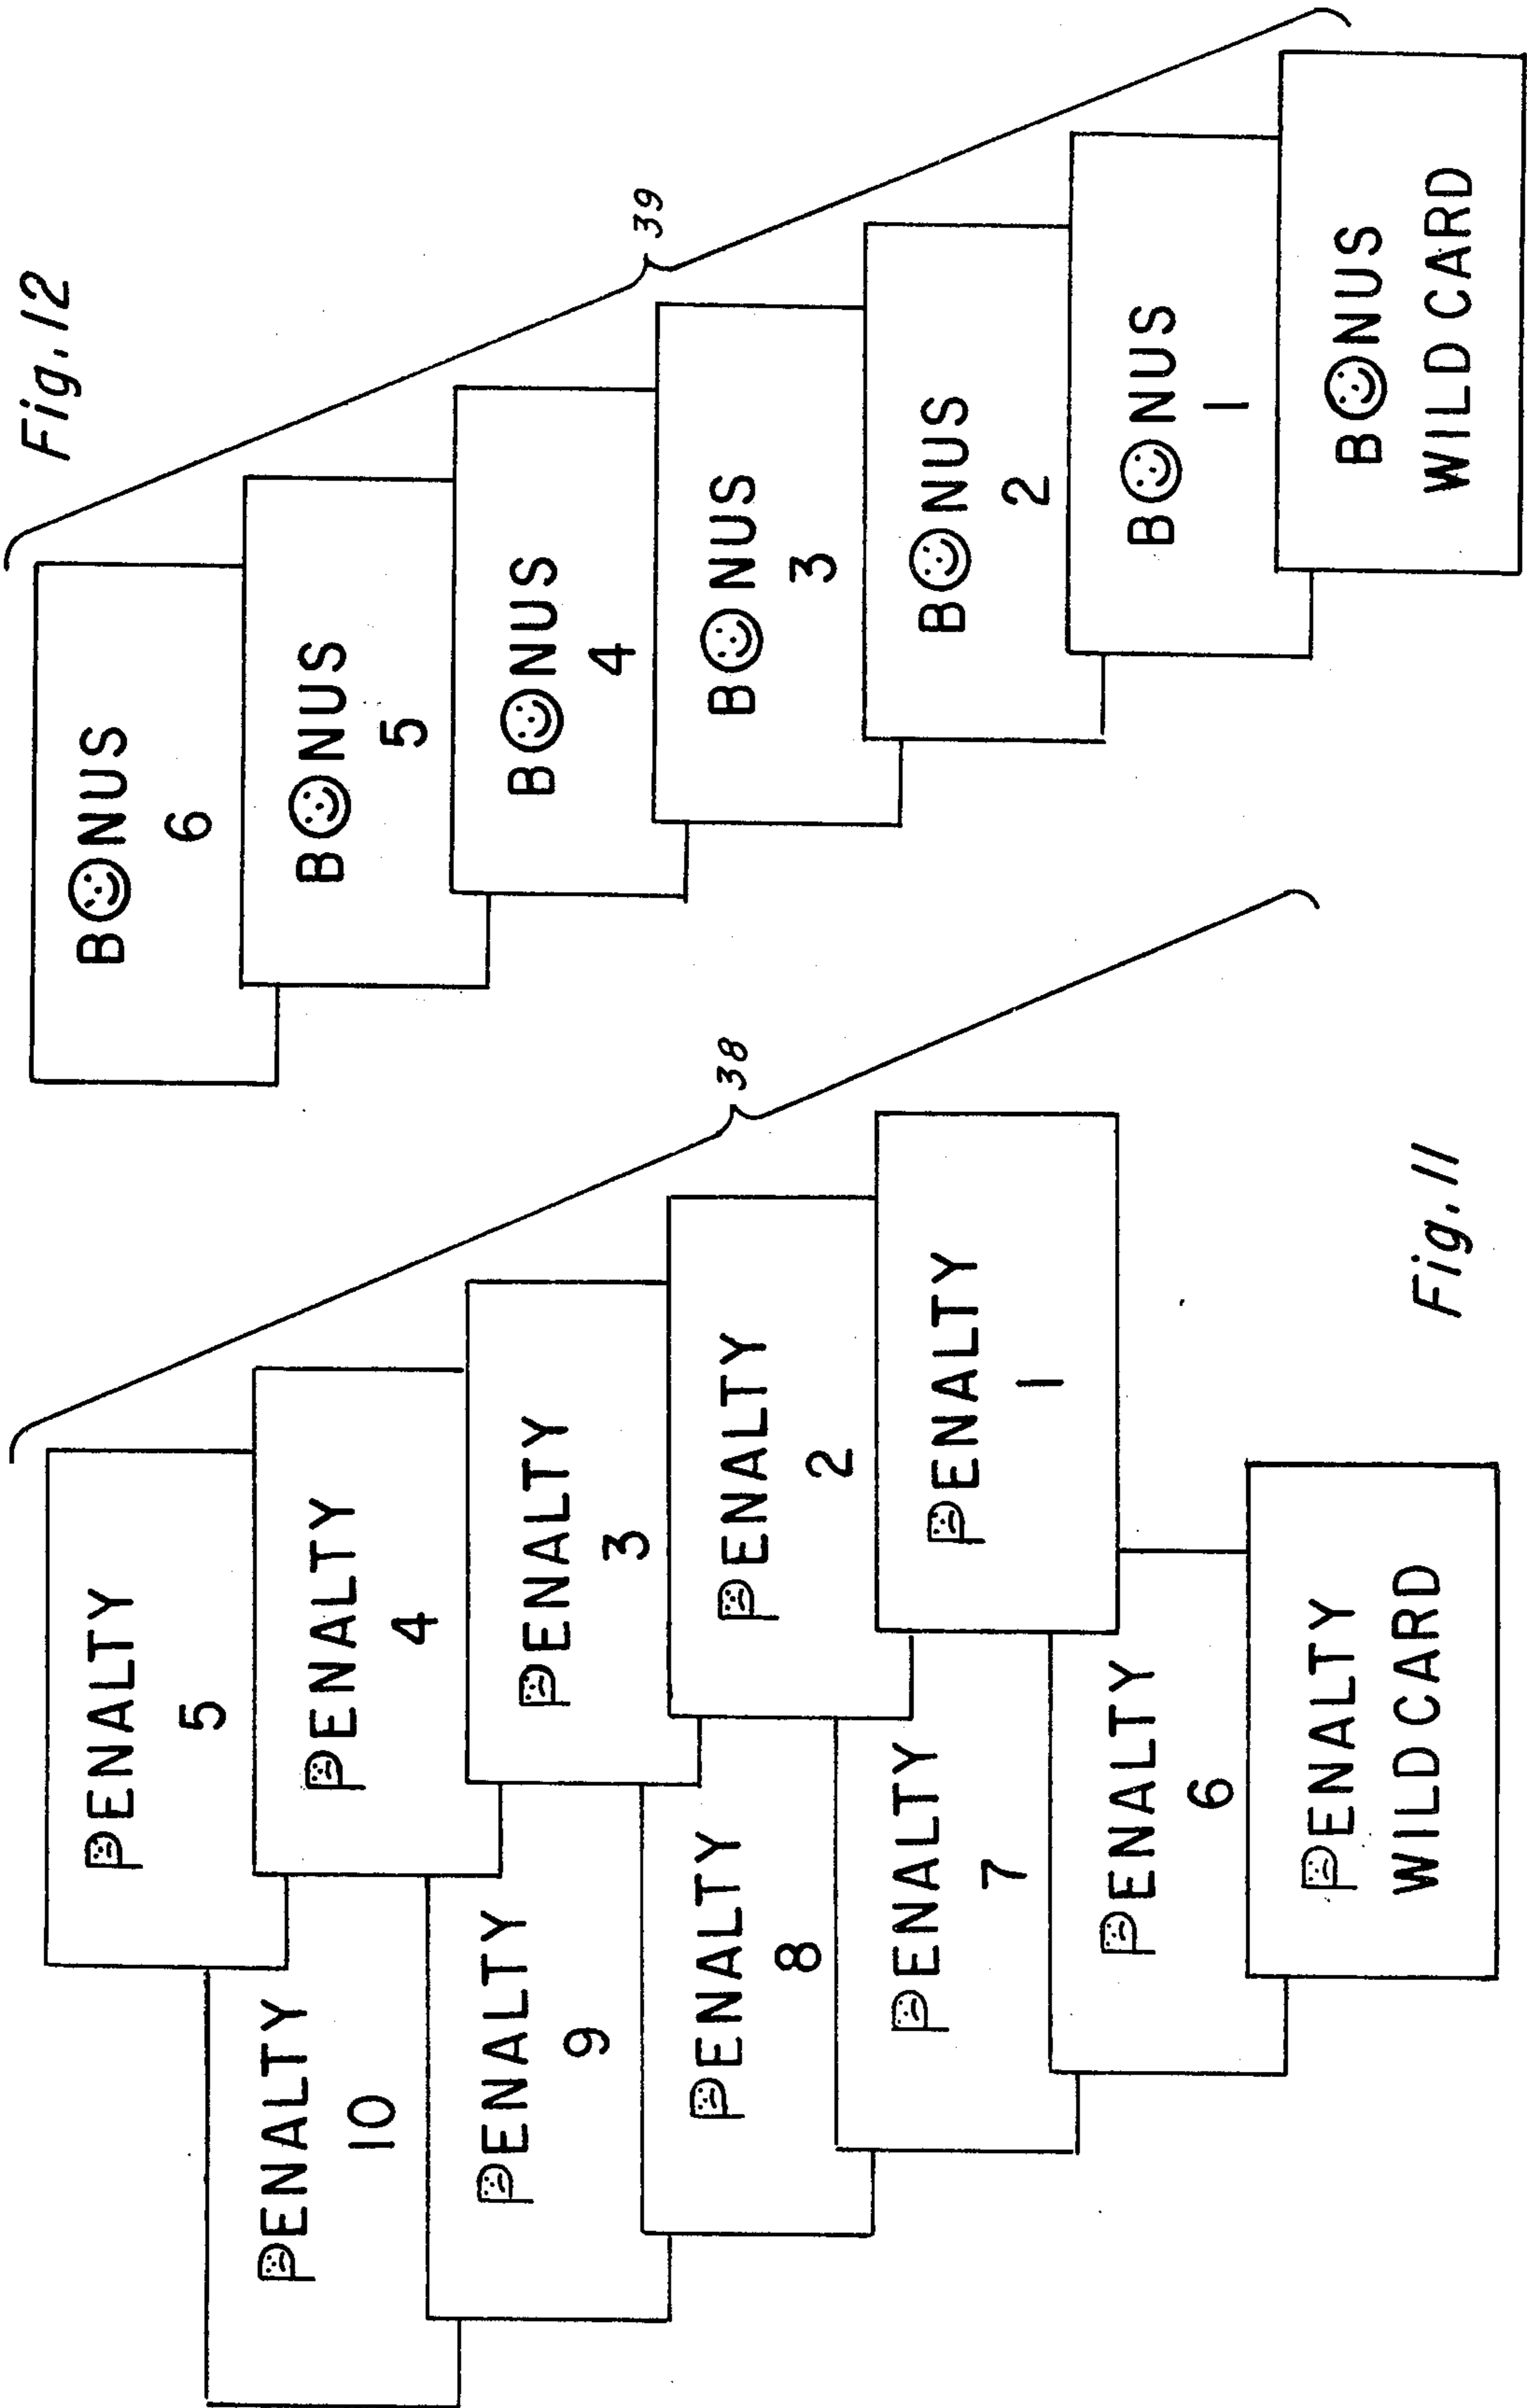 PENALTY
5
PENALTY
4
PENALTY
3
PENALTY
2
PENALTY
1
PENALTY
10
PENALTY
9
PENALTY
8
PENALTY
7
PENALTY
6
PENALTY
WILD CARD
38
Fig. 11
Fig. 12
BONUS
6
BONUS
5
BONUS
4
BONUS
3
BONUS
2
BONUS
1
BONUS
WILD CARD
39